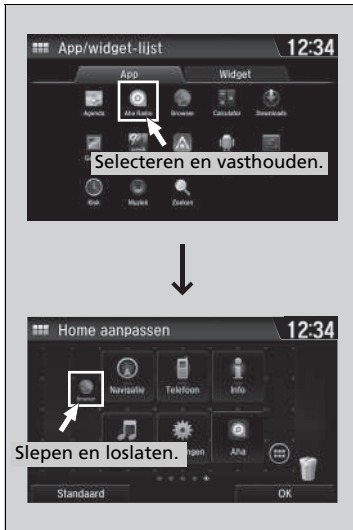 App/widget-lijst 12:34
App Widget
Agenda Aha Radio Browser Calculator Downloads
Selecteren en vasthouden.
Klok Muziek Zoeken
Home aanpassen 12:34
Browser Navigatie Telefoon Info
Slepen en loslaten.
Aha
Standaard OK